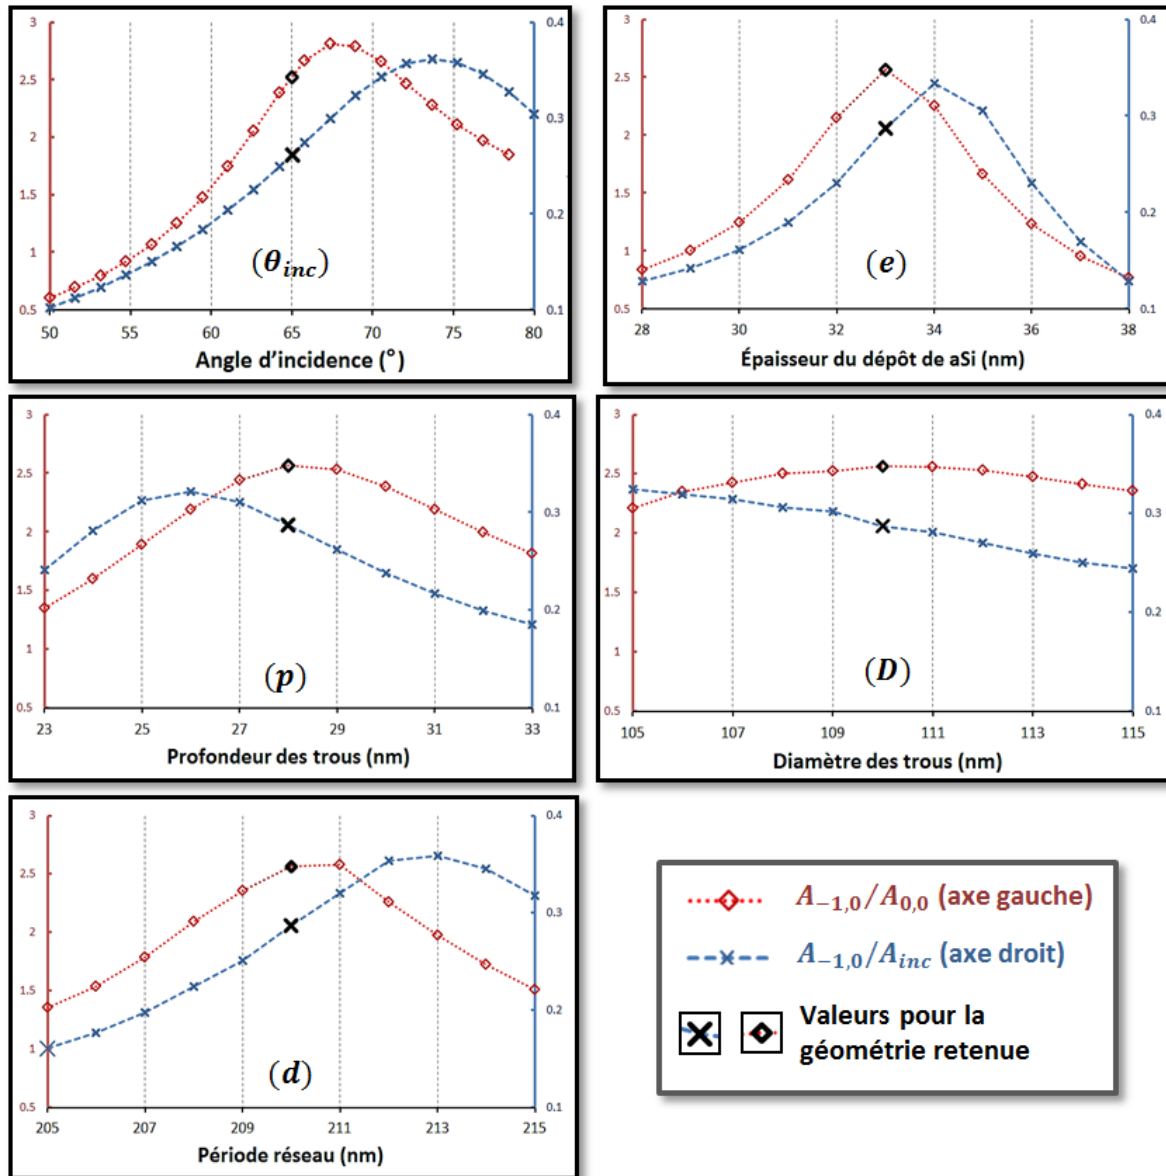 3
2.5
2
1.5
1
0.5
0.4
0.3
0.2
0.1
(θinc)
50 55 60 65 70 75 80
Angle d'incidence (°)
3
2.5
2
1.5
1
0.5
0.4
0.3
0.2
0.1
(e)
28 30 32 34 36 38
Épaisseur du dépôt de aSi (nm)
3
2.5
2
1.5
1
0.5
0.4
0.3
0.2
0.1
(p)
23 25 27 29 31 33
Profondeur des trous (nm)
3
2.5
2
1.5
1
0.5
0.4
0.3
0.2
0.1
(D)
105 107 109 111 113 115
Diamètre des trous (nm)
3
2.5
2
1.5
1
0.5
0.4
0.3
0.2
0.1
(d)
205 207 209 211 213 215
Période réseau (nm)
A−1,0/A0,0 (axe gauche)
A−1,0/Ainc (axe droit)
Valeurs pour la
géométrie retenue